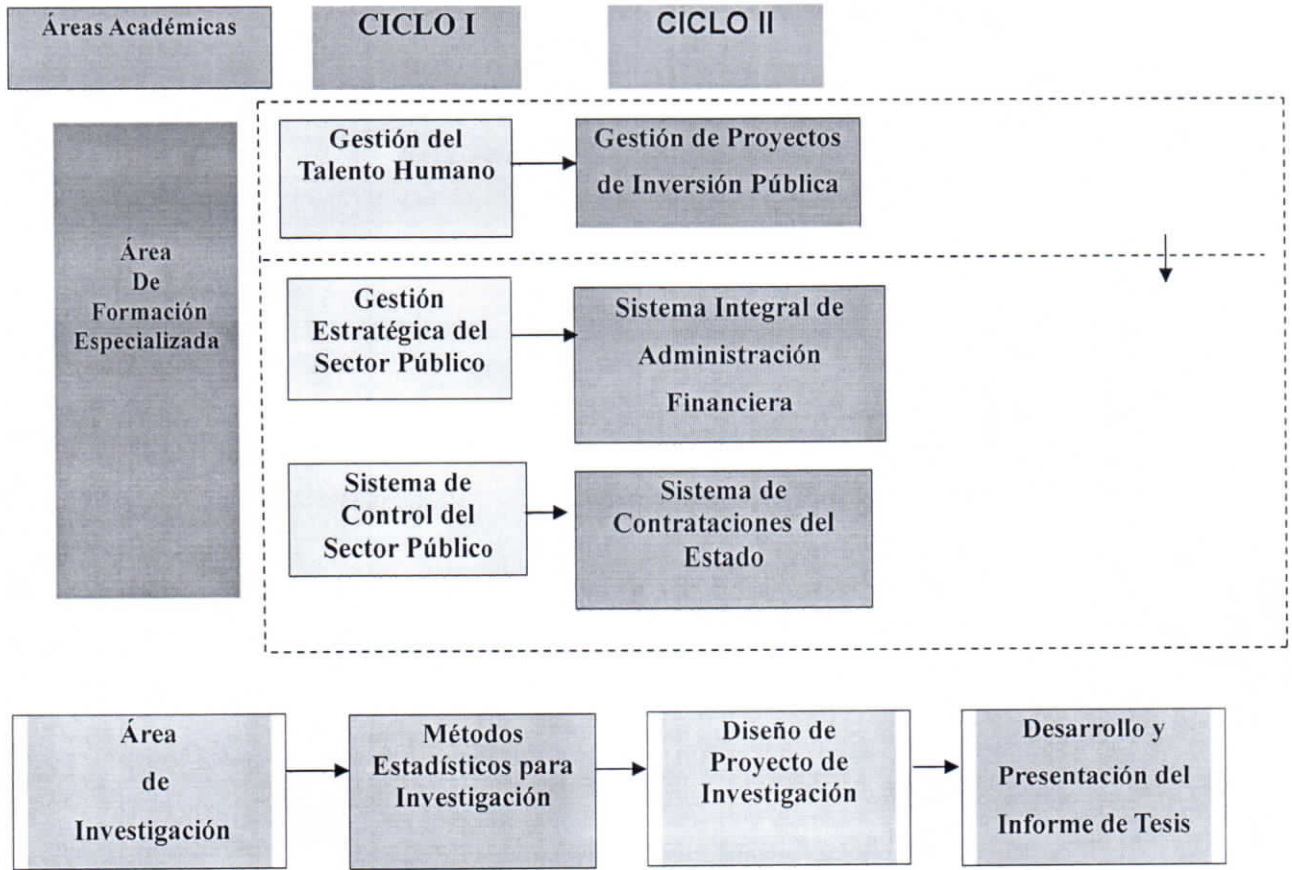 Áreas Académicas
CICLO I
CICLO II
Área
De
Formación
Especializada
Gestión del
Talento Humano
Gestión de Proyectos
de Inversión Pública
Gestión
Estratégica del
Sector Público
Sistema Integral de
Administración
Financiera
Sistema de
Control del
Sector Público
Sistema de
Contrataciones del
Estado
Área
de
Investigación
Métodos
Estadísticos para
Investigación
Diseño de
Proyecto de
Investigación
Desarrollo y
Presentación del
Informe de Tesis